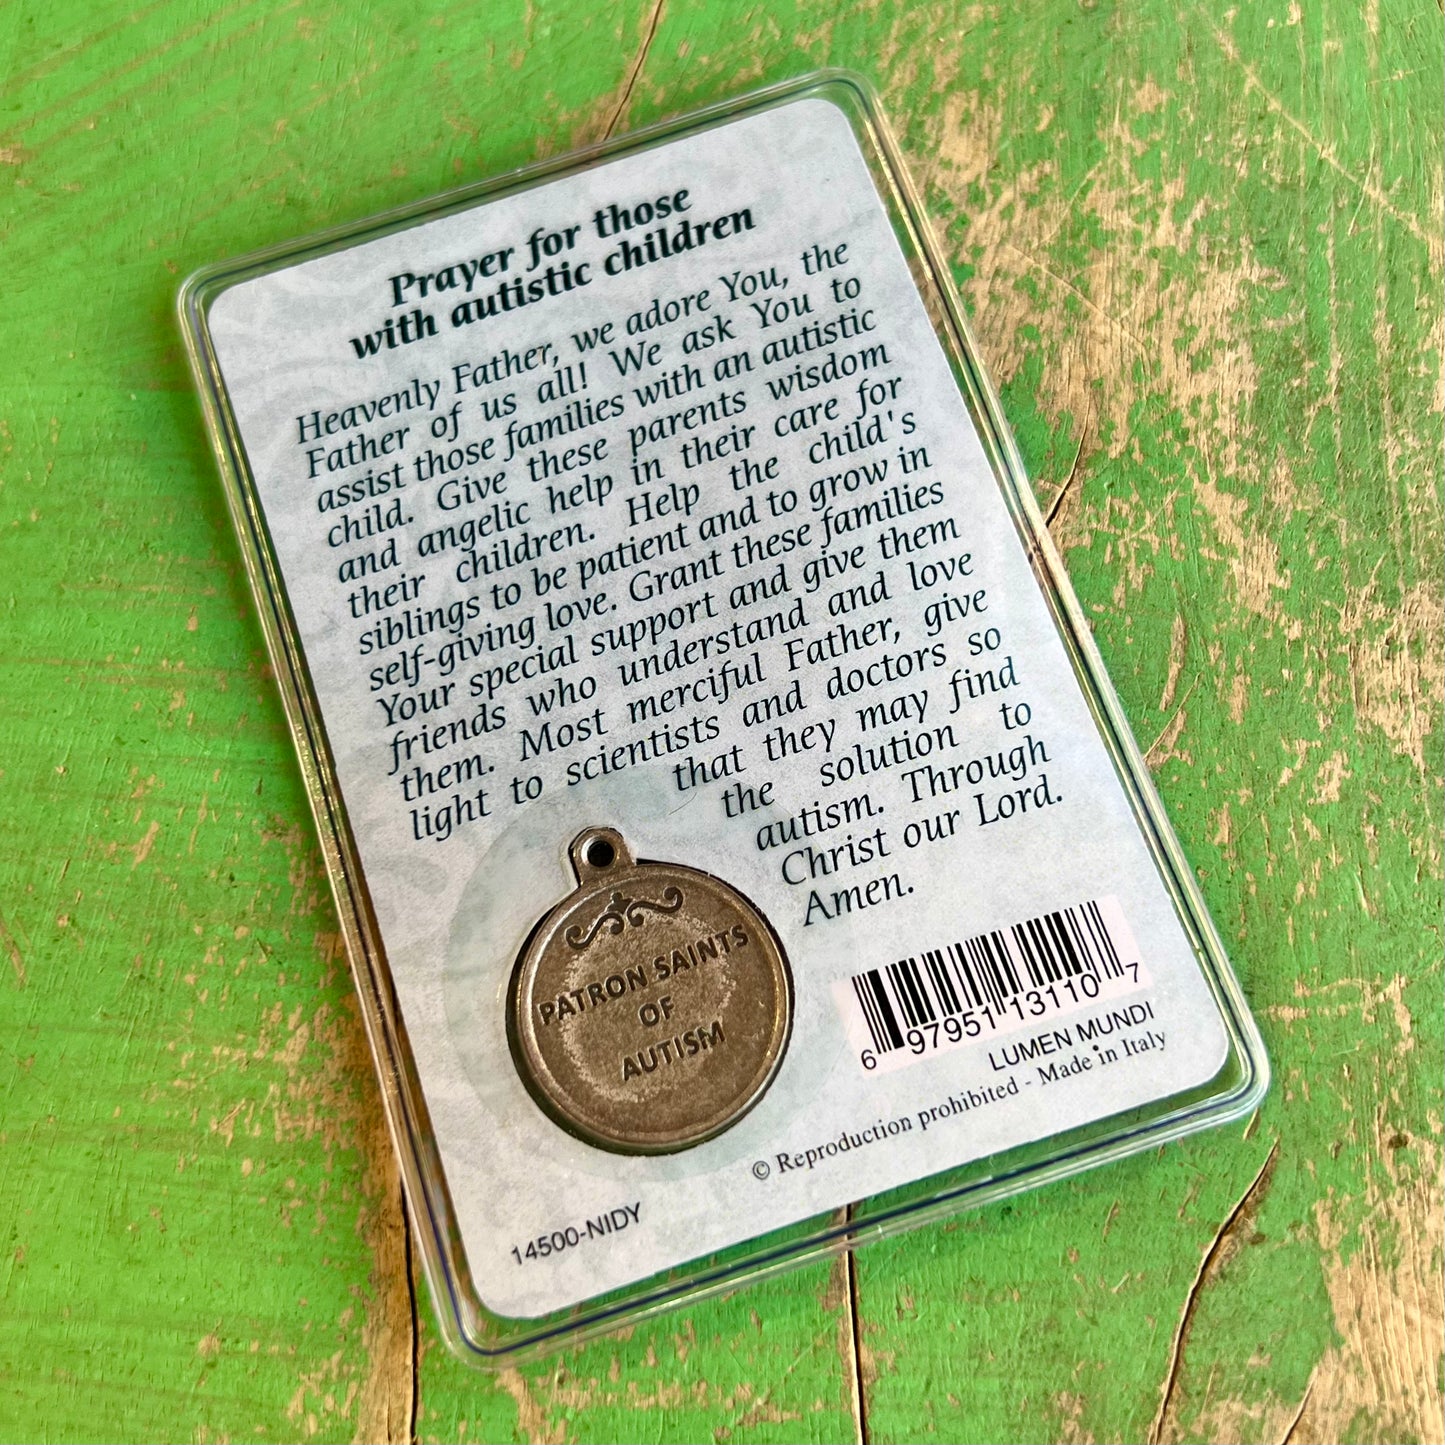 Prayer for those
with autistic children
Heavenly Father, we adore You, the
Father of us all! We ask You to
assist those families with an autistic
child. Give these parents wisdom
and angelic help in their care for
their children. Help the child's
siblings to be patient and to grow in
self-giving love. Grant these families
Your special support and give them
friends who understand and love
them. Most merciful Father, give
light to scientists and doctors so
that they may find
the solution to
autism. Through
Christ our Lord.
Amen.
PATRON SAINTS
OF
AUTISM
6 97951 13110 7
LUMEN MUNDI
© Reproduction prohibited - Made in Italy
14500-NIDY